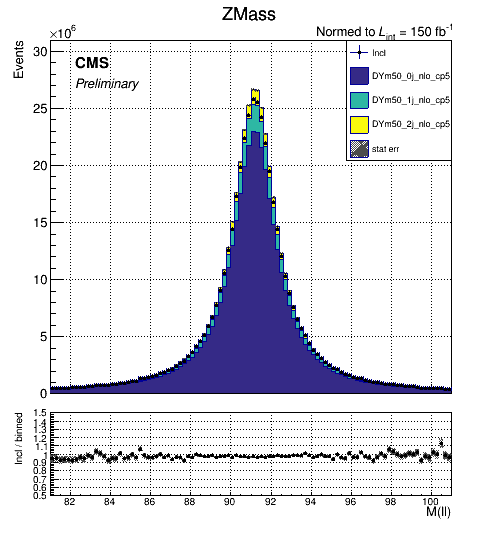 ZMass
×10⁶
Normed to L_int = 150 fb⁻¹
Events
CMS
Preliminary
Incl
DYm50_0j_nlo_cp5
DYm50_1j_nlo_cp5
DYm50_2j_nlo_cp5
stat err
30
25
20
15
10
5
0
Incl / binned
1.5
1.4
1.3
1.2
1.1
1
0.9
0.8
0.7
0.6
0.5
82 84 86 88 90 92 94 96 98 100
M(ll)